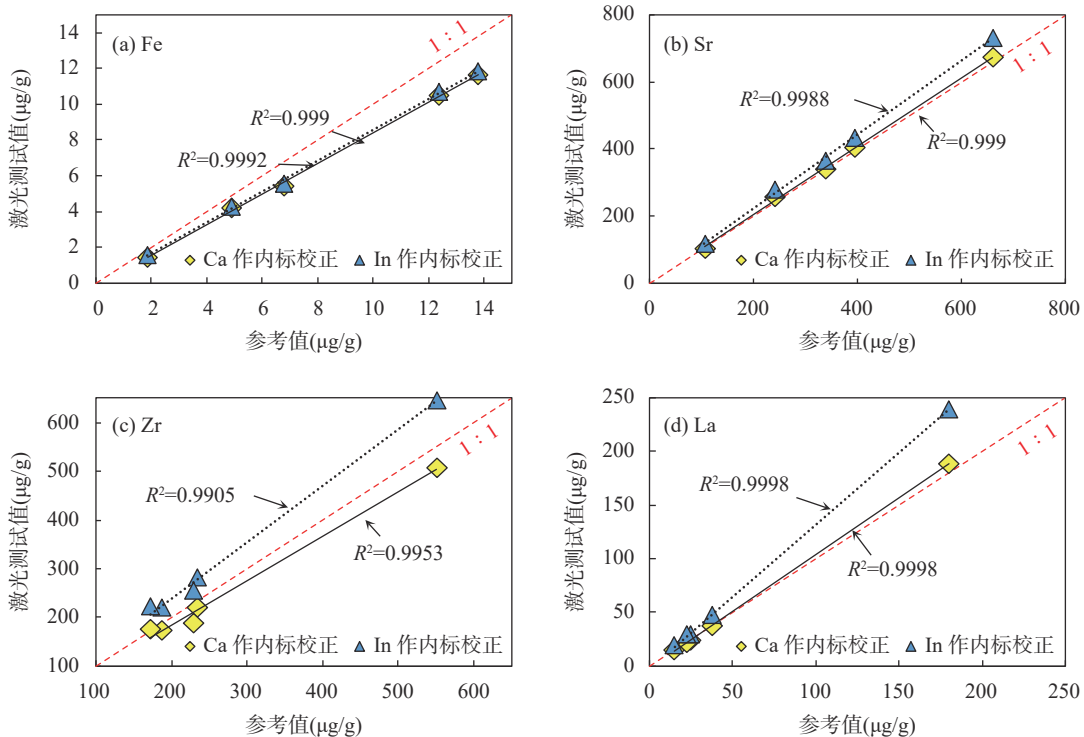 (a) Fe
1 : 1
R²=0.999
R²=0.9992
Ca 作内标校正 In 作内标校正
14
12
10
8
6
4
2
0
0 2 4 6 8 10 12 14
激光测试值(μg/g)
参考值(μg/g)
(b) Sr
1 : 1
R²=0.9988
R²=0.999
Ca 作内标校正 In 作内标校正
800
600
400
200
0
0 200 400 600 800
激光测试值(μg/g)
参考值(μg/g)
(c) Zr
1 : 1
R²=0.9905
R²=0.9953
Ca 作内标校正 In 作内标校正
600
500
400
300
200
100
100 200 300 400 500 600
激光测试值(μg/g)
参考值(μg/g)
(d) La
1 : 1
R²=0.9998
R²=0.9998
Ca 作内标校正 In 作内标校正
250
200
150
100
50
0
0 50 100 150 200 250
激光测试值(μg/g)
参考值(μg/g)